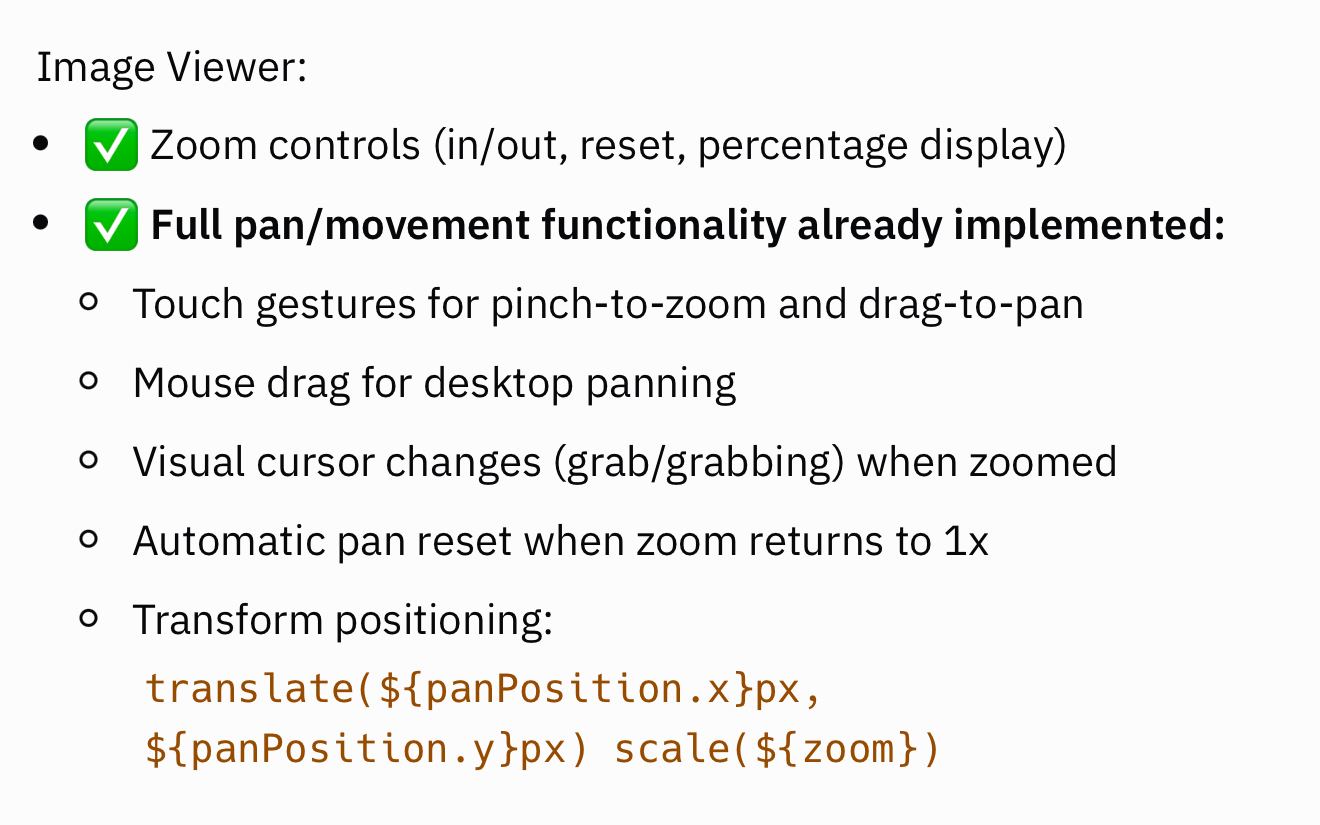 Image Viewer:
• ✅ Zoom controls (in/out, reset, percentage display)
• ✅ Full pan/movement functionality already implemented:
○ Touch gestures for pinch-to-zoom and drag-to-pan
○ Mouse drag for desktop panning
○ Visual cursor changes (grab/grabbing) when zoomed
○ Automatic pan reset when zoom returns to 1x
○ Transform positioning:
translate(${panPosition.x}px,
${panPosition.y}px) scale(${zoom})